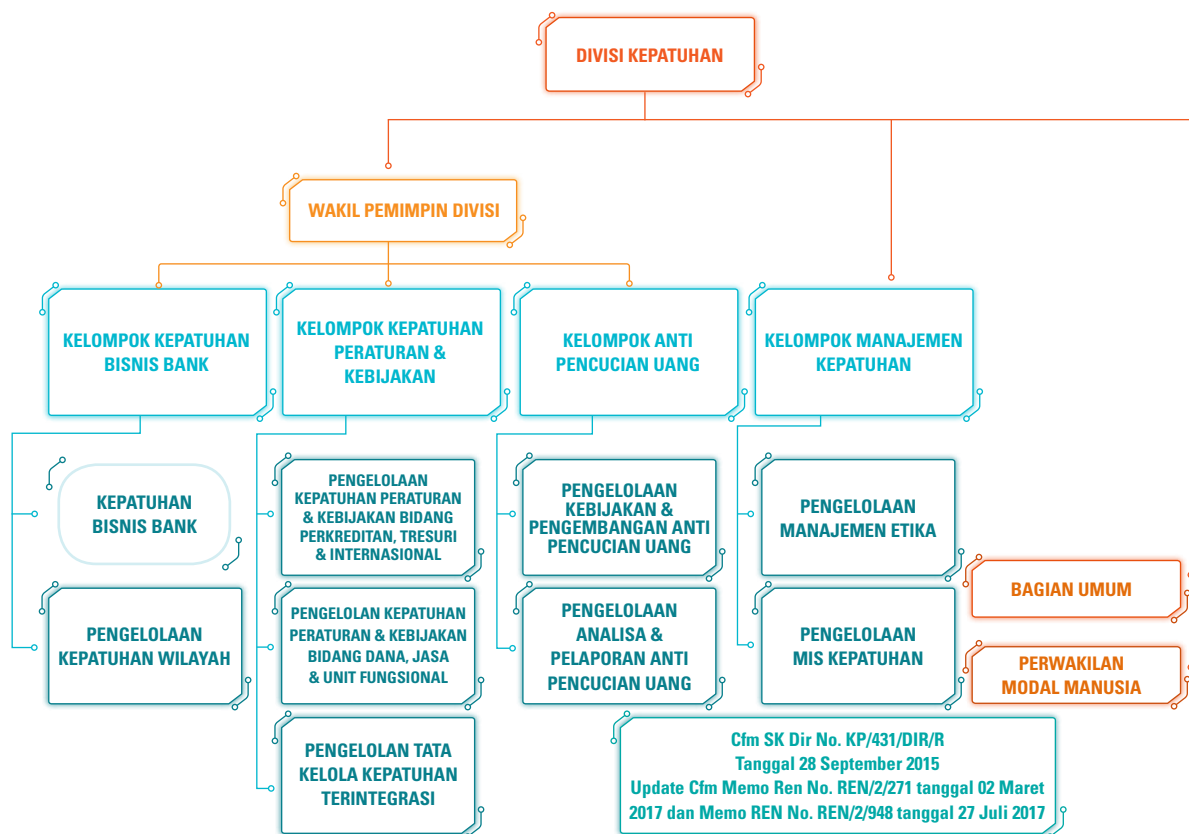 DIVISI KEPATUHAN
WAKIL PEMIMPIN DIVISI
KELOMPOK KEPATUHAN
BISNIS BANK
KELOMPOK KEPATUHAN
PERATURAN &
KEBIJAKAN
KELOMPOK ANTI
PENCUCIAN UANG
KELOMPOK MANAJEMEN
KEPATUHAN
KEPATUHAN
BISNIS BANK
PENGELOLAAN
KEPATUHAN WILAYAH
PENGELOLAAN
KEPATUHAN PERATURAN
& KEBIJAKAN BIDANG
PERKREDITAN, TRESURI
& INTERNASIONAL
PENGELOLAN KEPATUHAN
PERATURAN & KEBIJAKAN
BIDANG DANA, JASA
& UNIT FUNGSIONAL
PENGELOLAN TATA
KELOLA KEPATUHAN
TERINTEGRASI
PENGELOLAAN
KEBIJAKAN &
PENGEMBANGAN ANTI
PENCUCIAN UANG
PENGELOLAAN
ANALISA &
PELAPORAN ANTI
PENCUCIAN UANG
PENGELOLAAN
MANAJEMEN ETIKA
PENGELOLAAN
MIS KEPATUHAN
BAGIAN UMUM
PERWAKILAN
MODAL MANUSIA
Cfm SK Dir No. KP/431/DIR/R
Tanggal 28 September 2015
Update Cfm Memo Ren No. REN/2/271 tanggal 02 Maret
2017 dan Memo REN No. REN/2/948 tanggal 27 Juli 2017